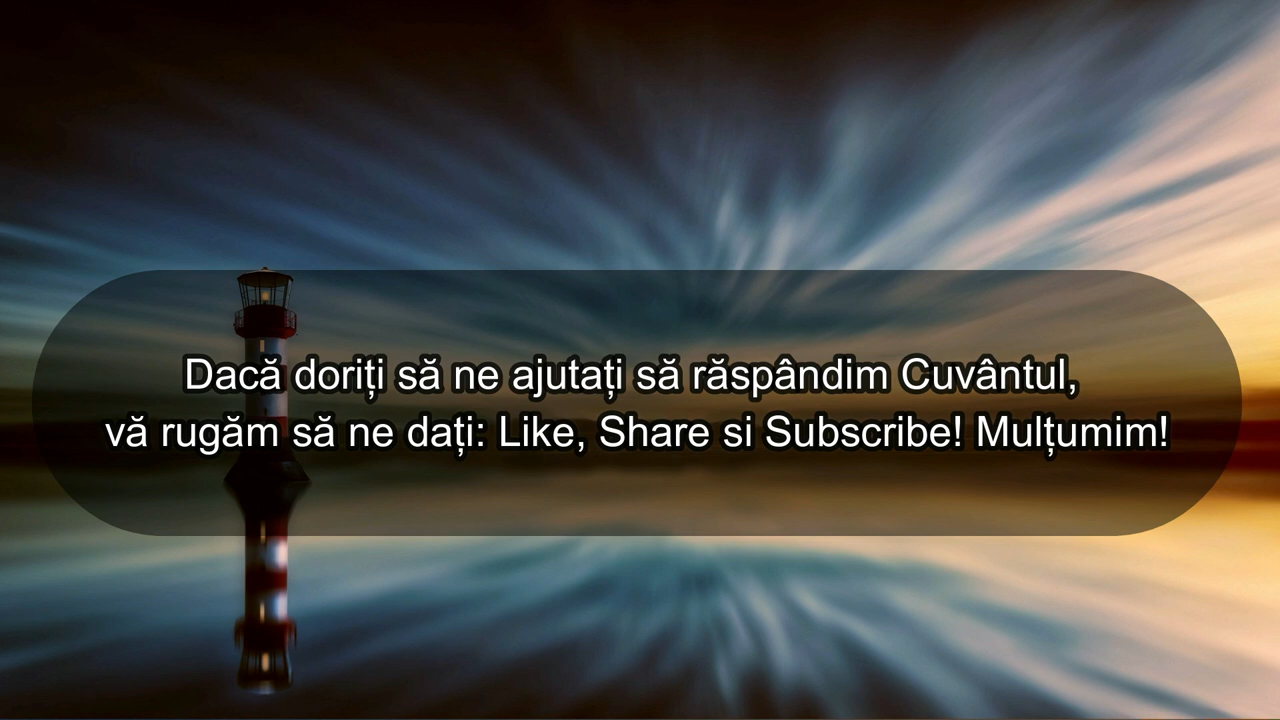 Dacă doriți să ne ajutați să răspândim Cuvântul,
vă rugăm să ne dați: Like, Share si Subscribe! Mulțumim!